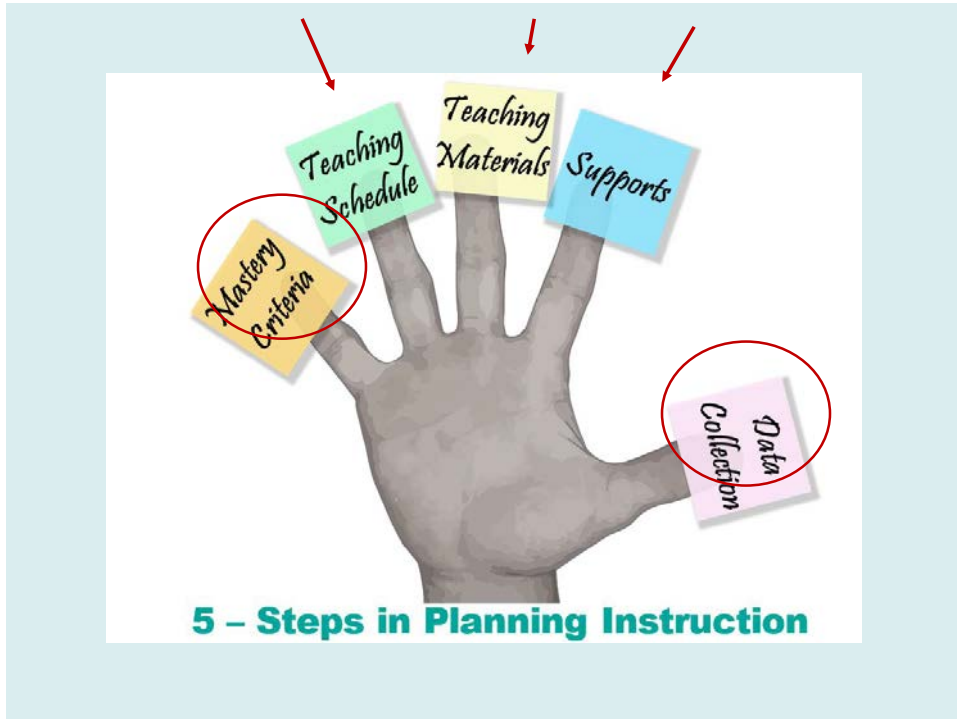 Mastery
Criteria
Teaching
Schedule
Teaching
Materials
Supports
Data
Collection
5 – Steps in Planning Instruction